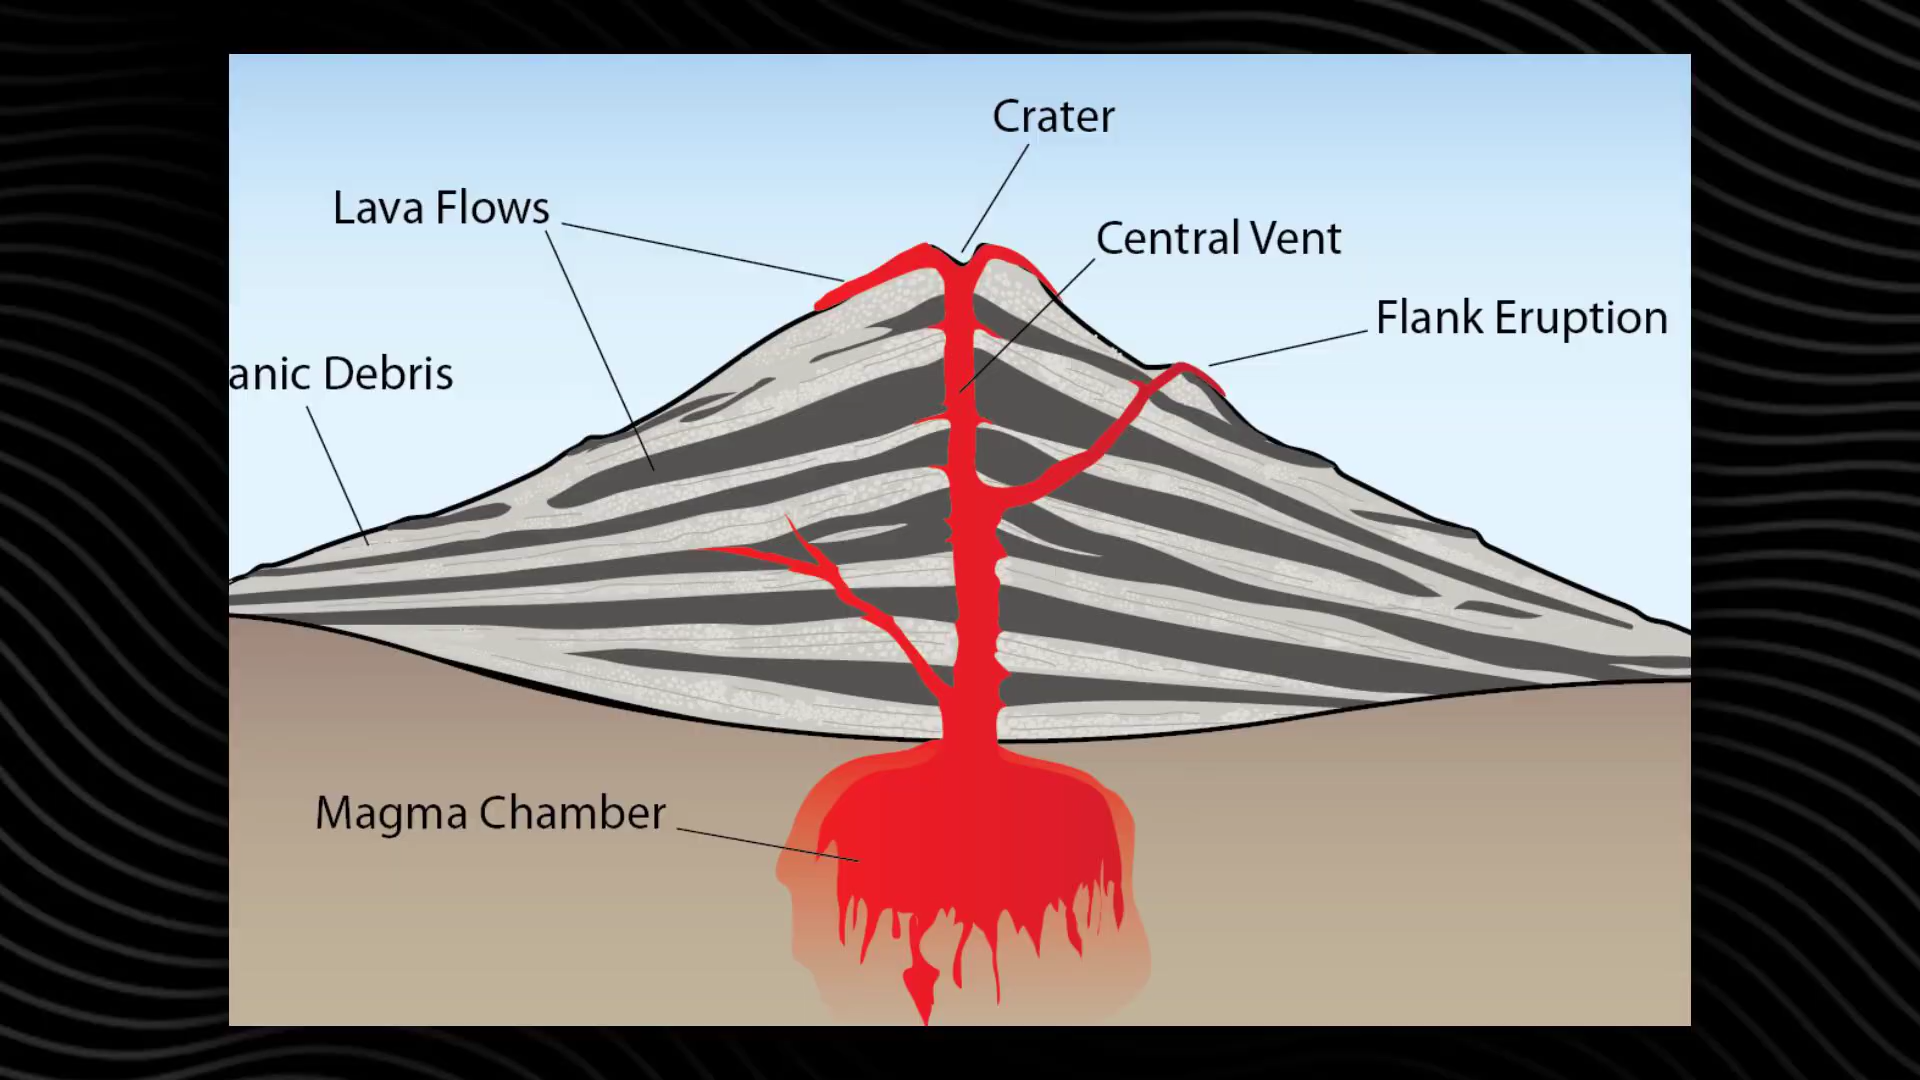 Crater
Lava Flows
Central Vent
Flank Eruption
anic Debris
Magma Chamber